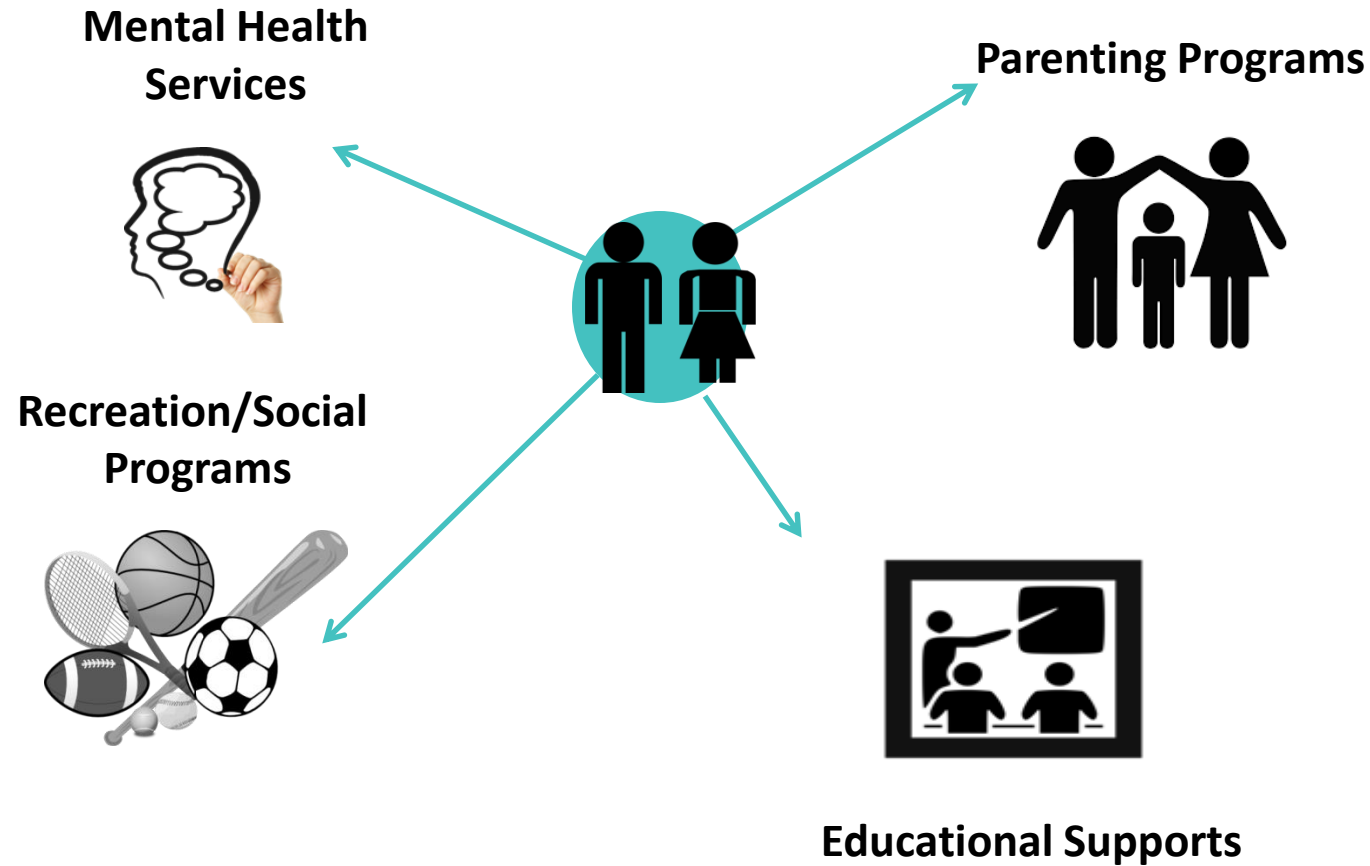 Mental Health
Services
Parenting Programs
Recreation/Social
Programs
Educational Supports